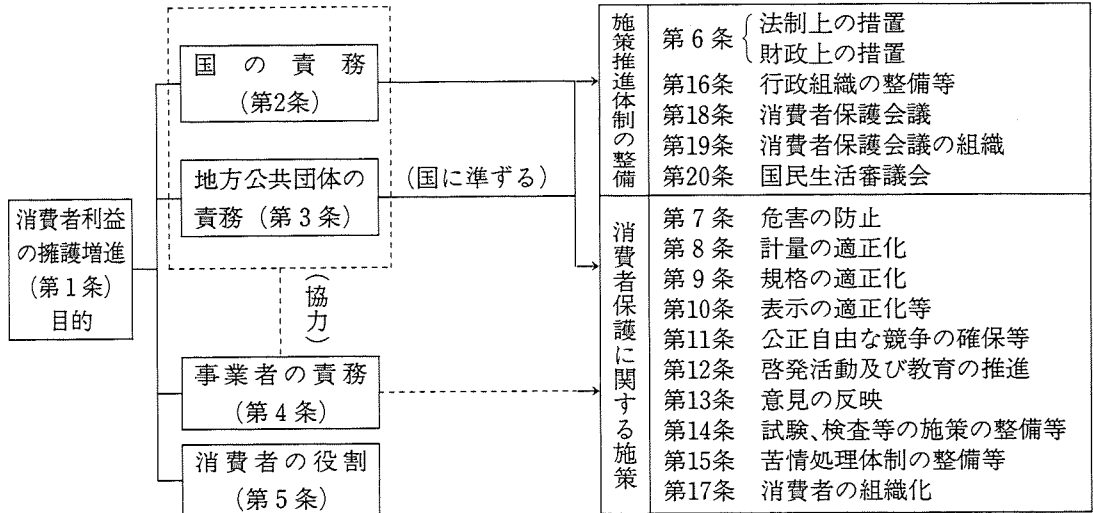 消費者利益
の擁護増進
(第1条)
目的
国の責務
(第2条)
地方公共団体の
責務(第3条)
(国に準ずる)
(協力)
事業者の責務
(第4条)
消費者の役割
(第5条)
施策推進体制の整備
第6条 { 法制上の措置
財政上の措置
第16条 行政組織の整備等
第18条 消費者保護会議
第19条 消費者保護会議の組織
第20条 国民生活審議会
消費者保護に関する施策
第7条 危害の防止
第8条 計量の適正化
第9条 規格の適正化
第10条 表示の適正化等
第11条 公正自由な競争の確保等
第12条 啓発活動及び教育の推進
第13条 意見の反映
第14条 試験、検査等の施策の整備等
第15条 苦情処理体制の整備等
第17条 消費者の組織化